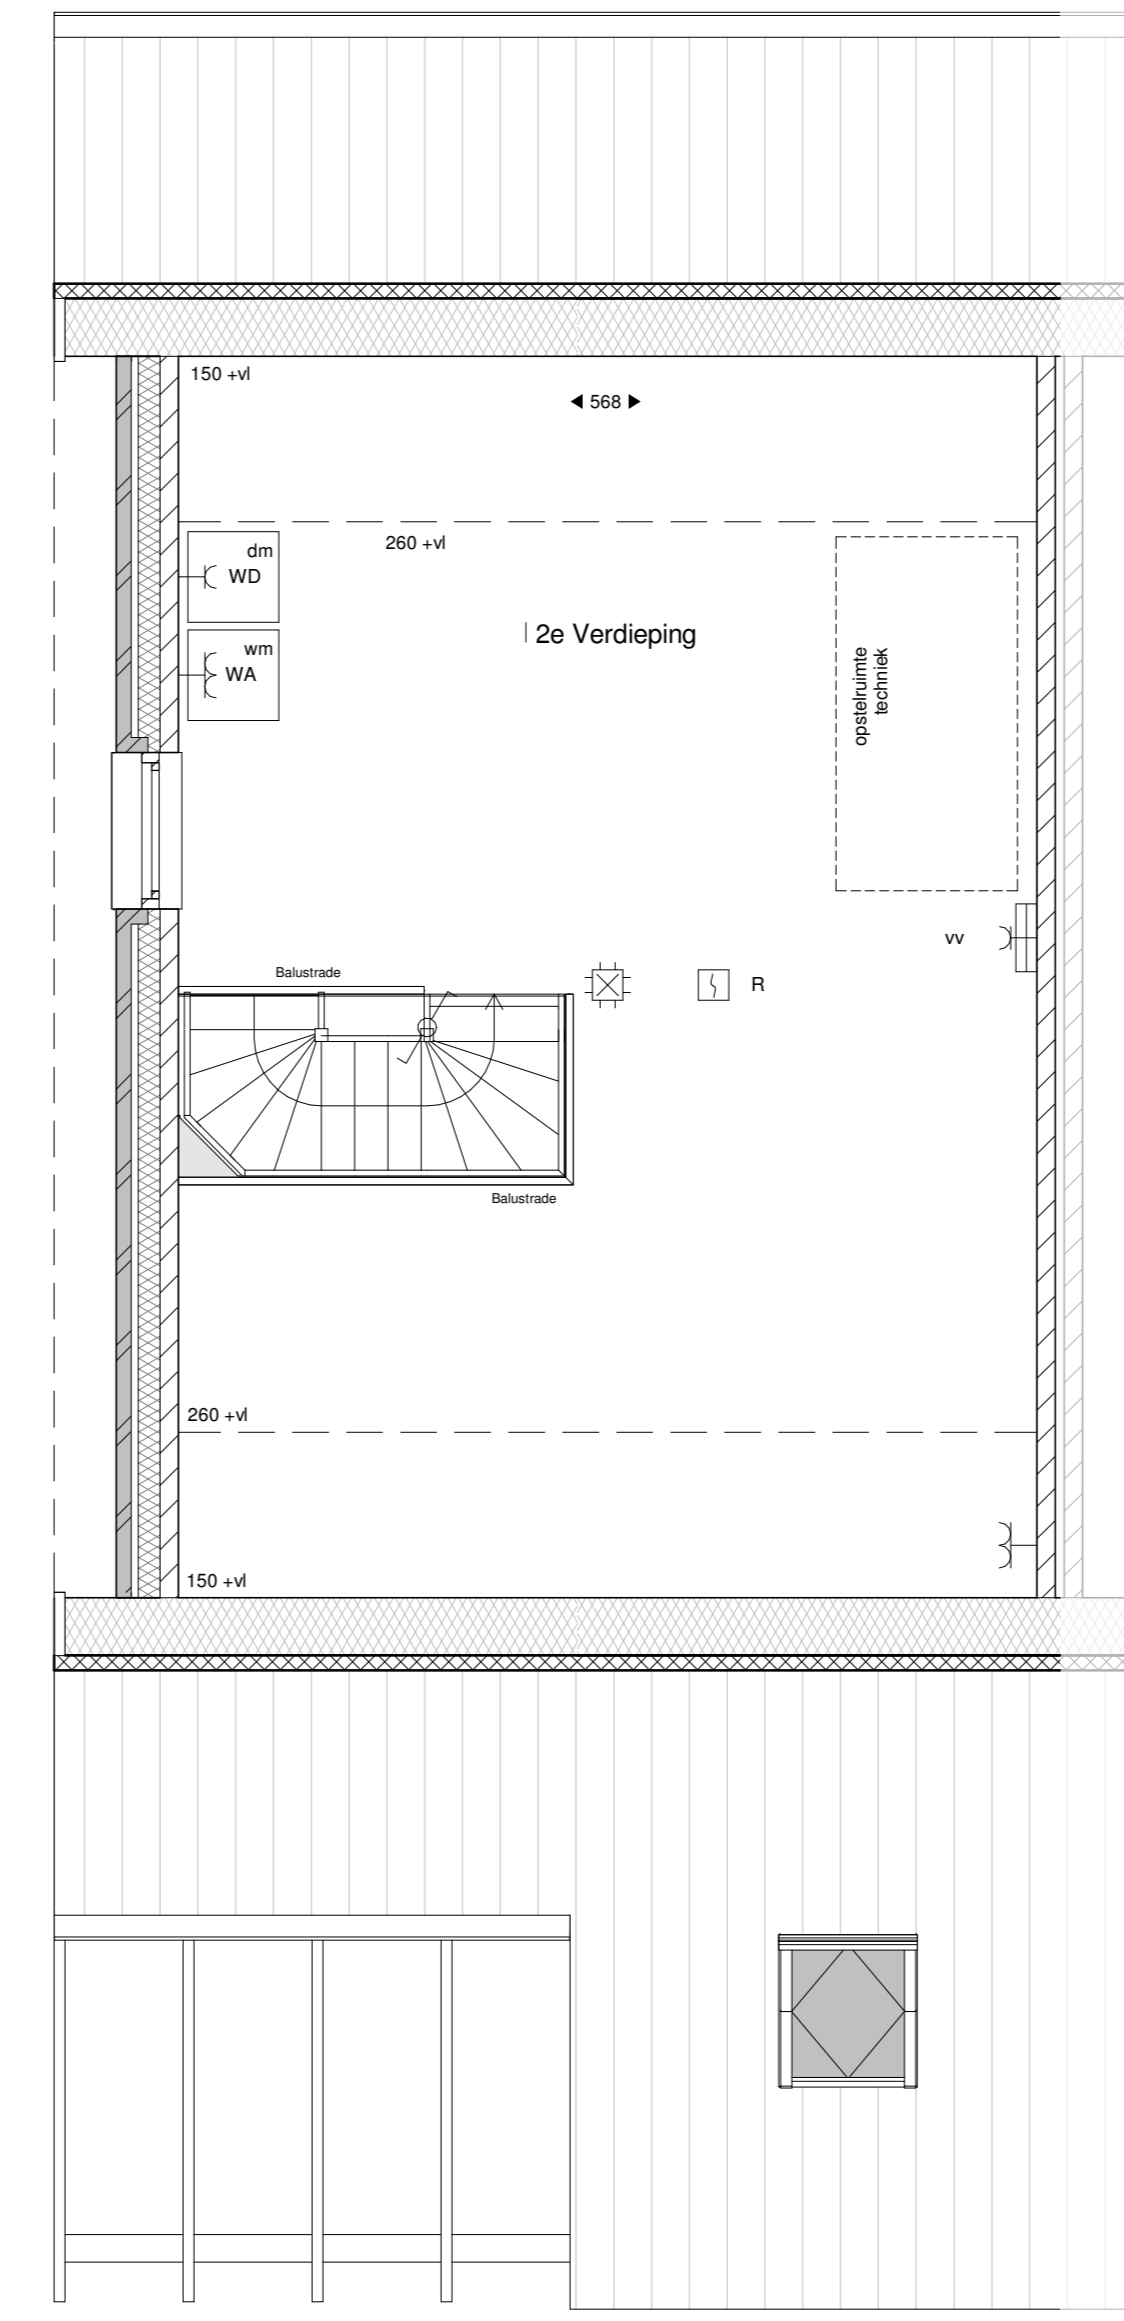 150 +vl
568
260 +vl
dm
WD
2e Verdieping
wm
WA
opstelruimte
techniek
vv
Balustrade
R
Balustrade
260 +vl
150 +vl